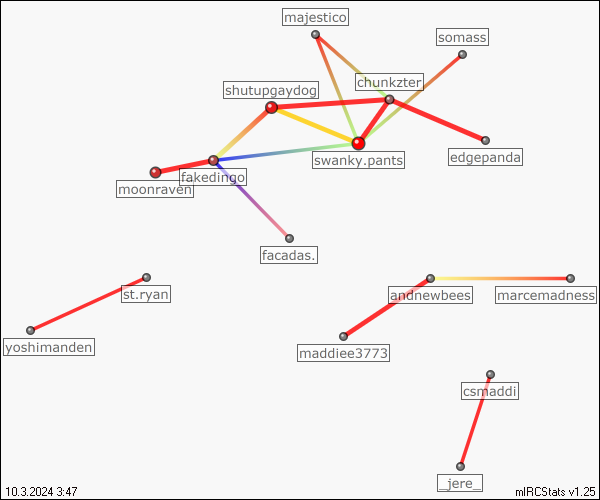 majestico
somass
chunkzter
shutupgaydog
edgepanda
swanky.pants
fakedingo
moonraven
facadas.
st.ryan
andnewbees
marcemadness
yoshimanden
maddiee3773
csmaddi
_jere_
10.3.2024 3:47
mIRCStats v1.25